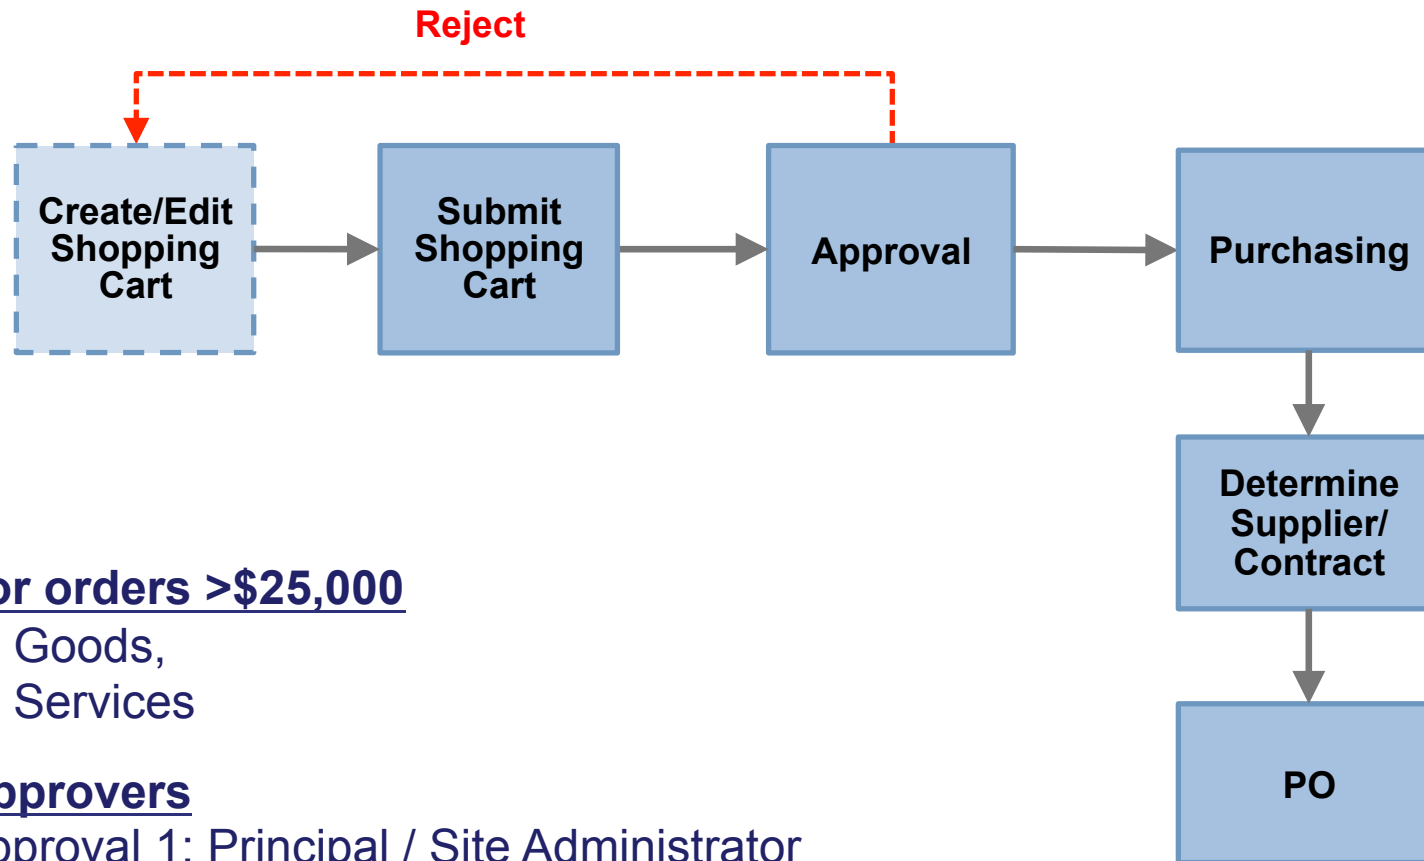 Reject
Create/Edit
Shopping
Cart
Submit
Shopping
Cart
Approval
Purchasing
Determine
Supplier/
Contract
PO
or orders >$25,000
Goods,
Services
pprovers
pproval 1: Principal / Site Administrator